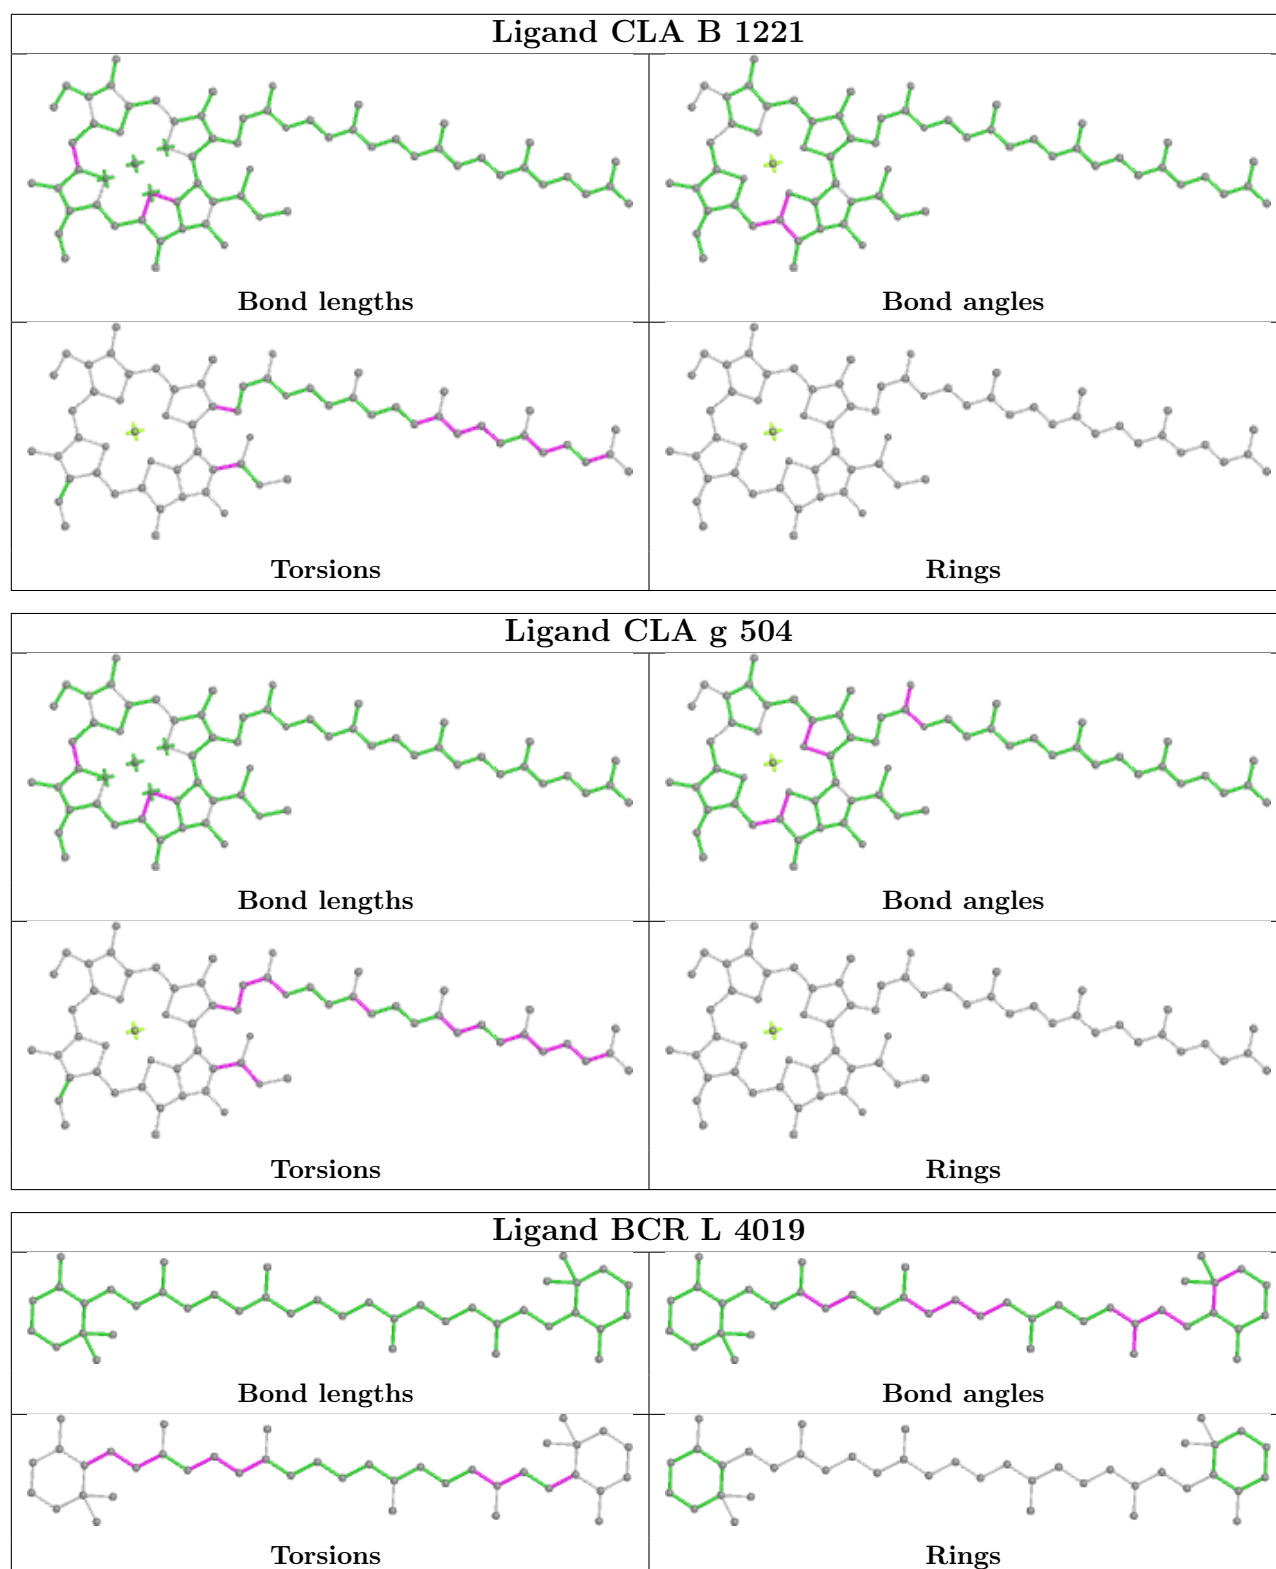 Ligand CLA B 1221
Bond lengths
Bond angles
Torsions
Rings
Ligand CLA g 504
Bond lengths
Bond angles
Torsions
Rings
Ligand BCR L 4019
Bond lengths
Bond angles
Torsions
Rings